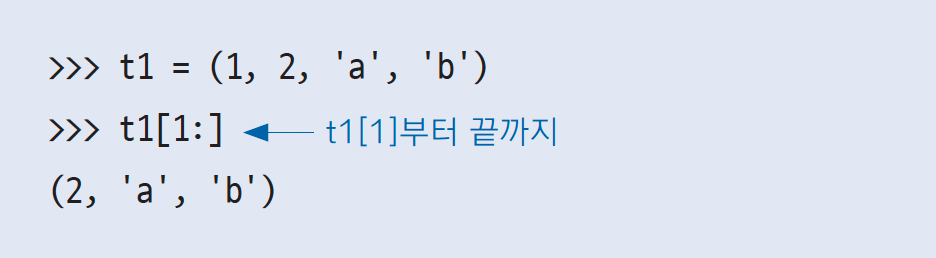 >>> t1 = (1, 2, 'a', 'b')
>>> t1[1:] t1[1]부터 끝까지
(2, 'a', 'b')